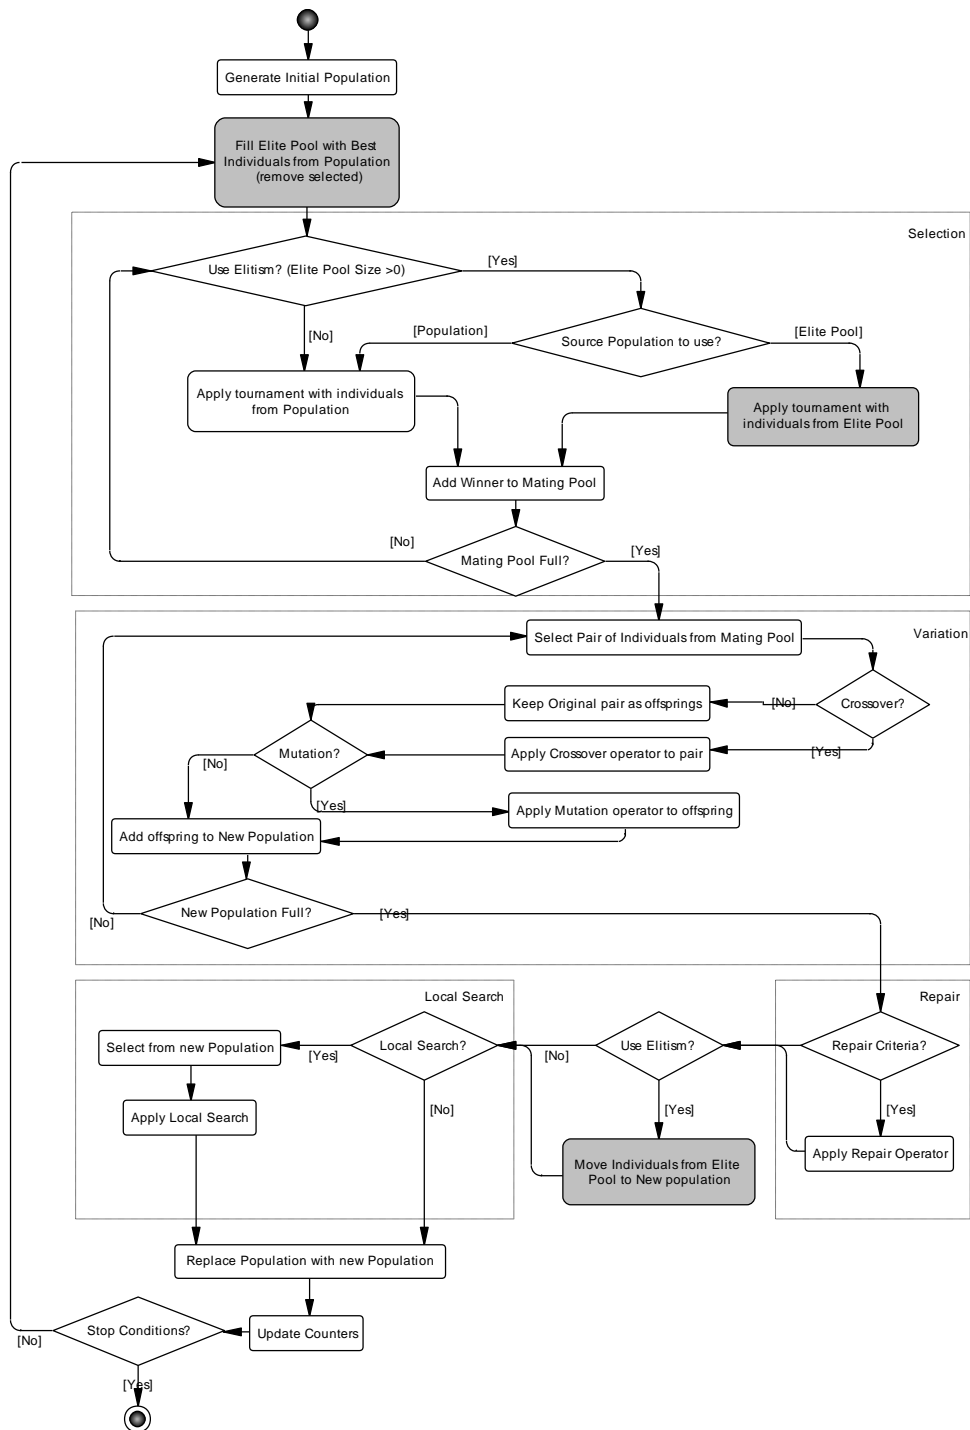 Generate Initial Population
Fill Elite Pool with Best
Individuals from Population
(remove selected)
Selection
Use Elitism? (Elite Pool Size >0)
[Yes]
[No]
[Population]
Source Population to use?
[Elite Pool]
Apply tournament with individuals
from Population
Apply tournament with
individuals from Elite Pool
Add Winner to Mating Pool
[No]
Mating Pool Full?
[Yes]
Select Pair of Individuals from Mating Pool
Variation
Keep Original pair as offsprings
[No]
Crossover?
Mutation?
Apply Crossover operator to pair
[Yes]
[No]
[Yes]
Apply Mutation operator to offspring
Add offspring to New Population
[No]
New Population Full?
[Yes]
Local Search
Repair
Select from new Population
[Yes]
Local Search?
[No]
Use Elitism?
Repair Criteria?
[No]
[Yes]
[Yes]
Apply Local Search
Move Individuals from Elite
Pool to New population
Apply Repair Operator
Replace Population with new Population
[No]
Stop Conditions?
Update Counters
[Yes]